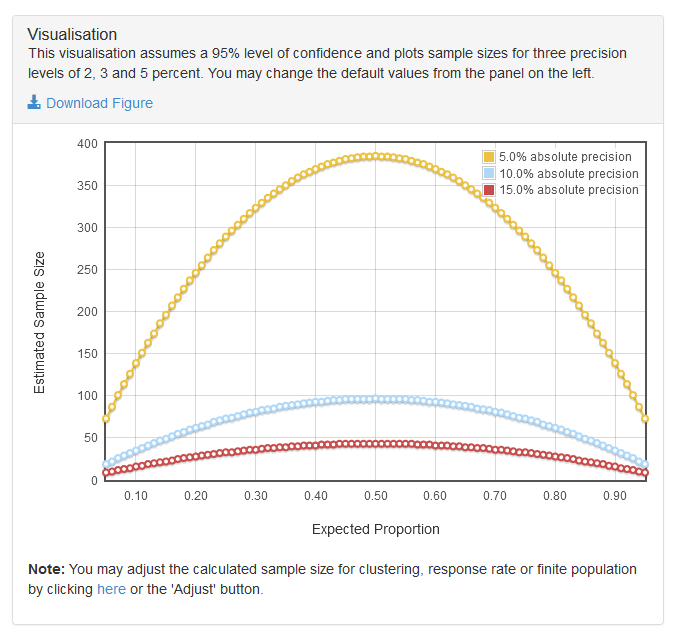 Visualisation
This visualisation assumes a 95% level of confidence and plots sample sizes for three precision
levels of 2, 3 and 5 percent. You may change the default values from the panel on the left.
Download Figure
400
350
300
250
200
150
100
50
0
Estimated Sample Size
5.0% absolute precision
10.0% absolute precision
15.0% absolute precision
0.10 0.20 0.30 0.40 0.50 0.60 0.70 0.80 0.90
Expected Proportion
Note: You may adjust the calculated sample size for clustering, response rate or finite population
by clicking here or the 'Adjust' button.